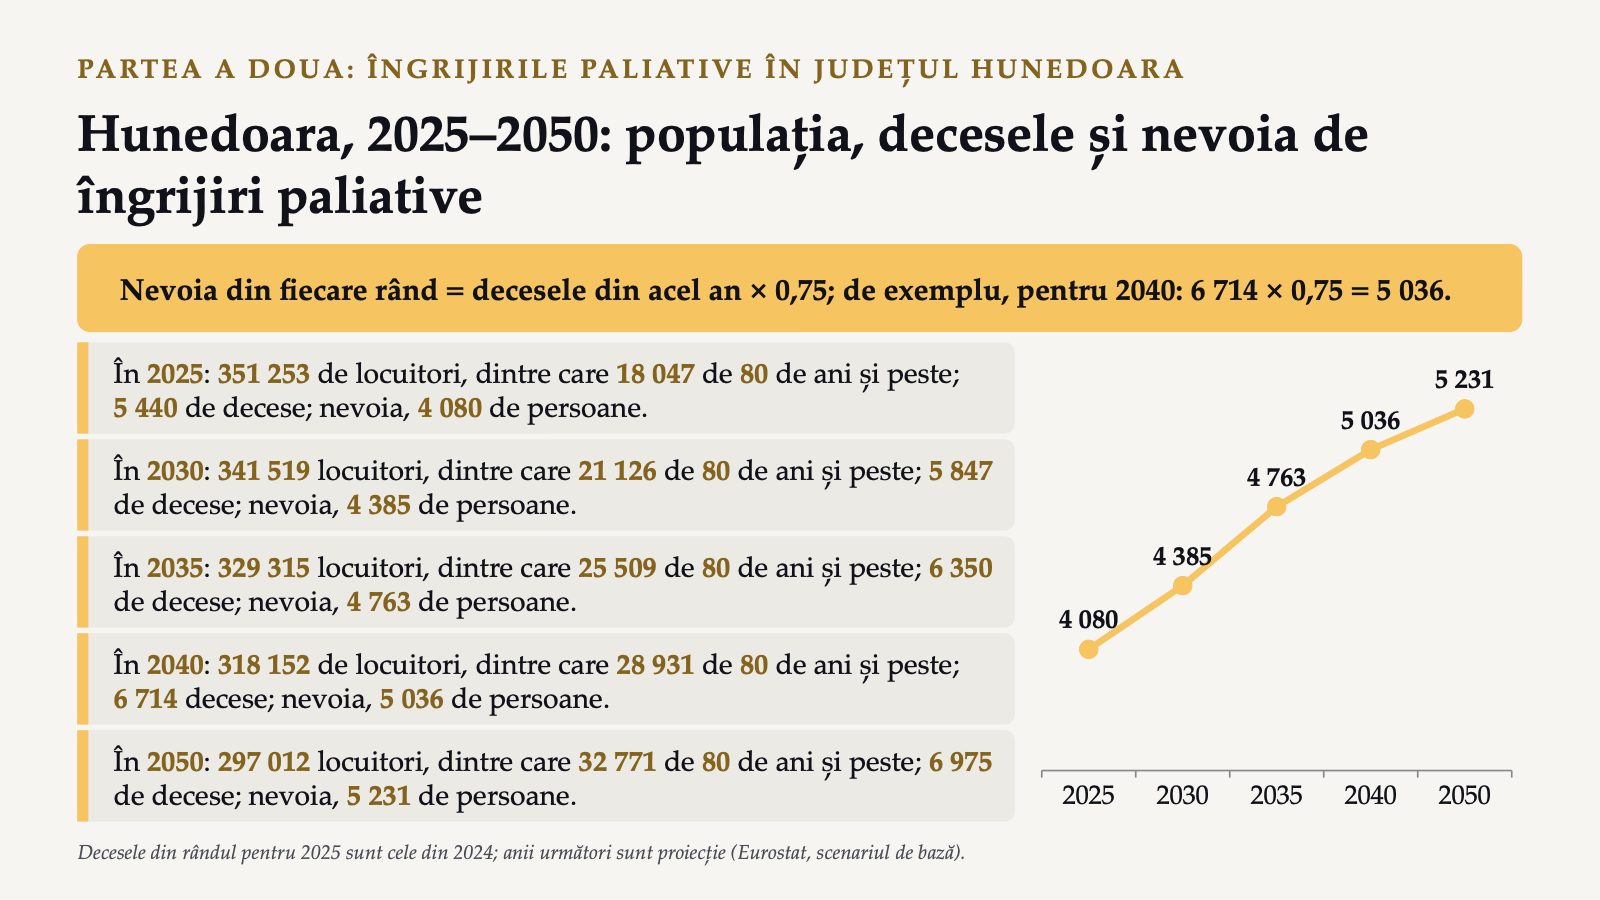 PARTEA A DOUA: ÎNGRIJIRILE PALIATIVE ÎN JUDEȚUL HUNEDOARA
Hunedoara, 2025–2050: populația, decesele și nevoia de
îngrijiri paliative
Nevoia din fiecare rând = decesele din acel an × 0,75; de exemplu, pentru 2040: 6 714 × 0,75 = 5 036.
În 2025: 351 253 de locuitori, dintre care 18 047 de 80 de ani și peste;
5 440 de decese; nevoia, 4 080 de persoane.
În 2030: 341 519 locuitori, dintre care 21 126 de 80 de ani și peste; 5 847
de decese; nevoia, 4 385 de persoane.
În 2035: 329 315 locuitori, dintre care 25 509 de 80 de ani și peste; 6 350
de decese; nevoia, 4 763 de persoane.
În 2040: 318 152 de locuitori, dintre care 28 931 de 80 de ani și peste;
6 714 decese; nevoia, 5 036 de persoane.
În 2050: 297 012 locuitori, dintre care 32 771 de 80 de ani și peste; 6 975
de decese; nevoia, 5 231 de persoane.
5 231
5 036
4 763
4 385
4 080
2025 2030 2035 2040 2050
Decesele din rândul pentru 2025 sunt cele din 2024; anii următori sunt proiecție (Eurostat, scenariul de bază).